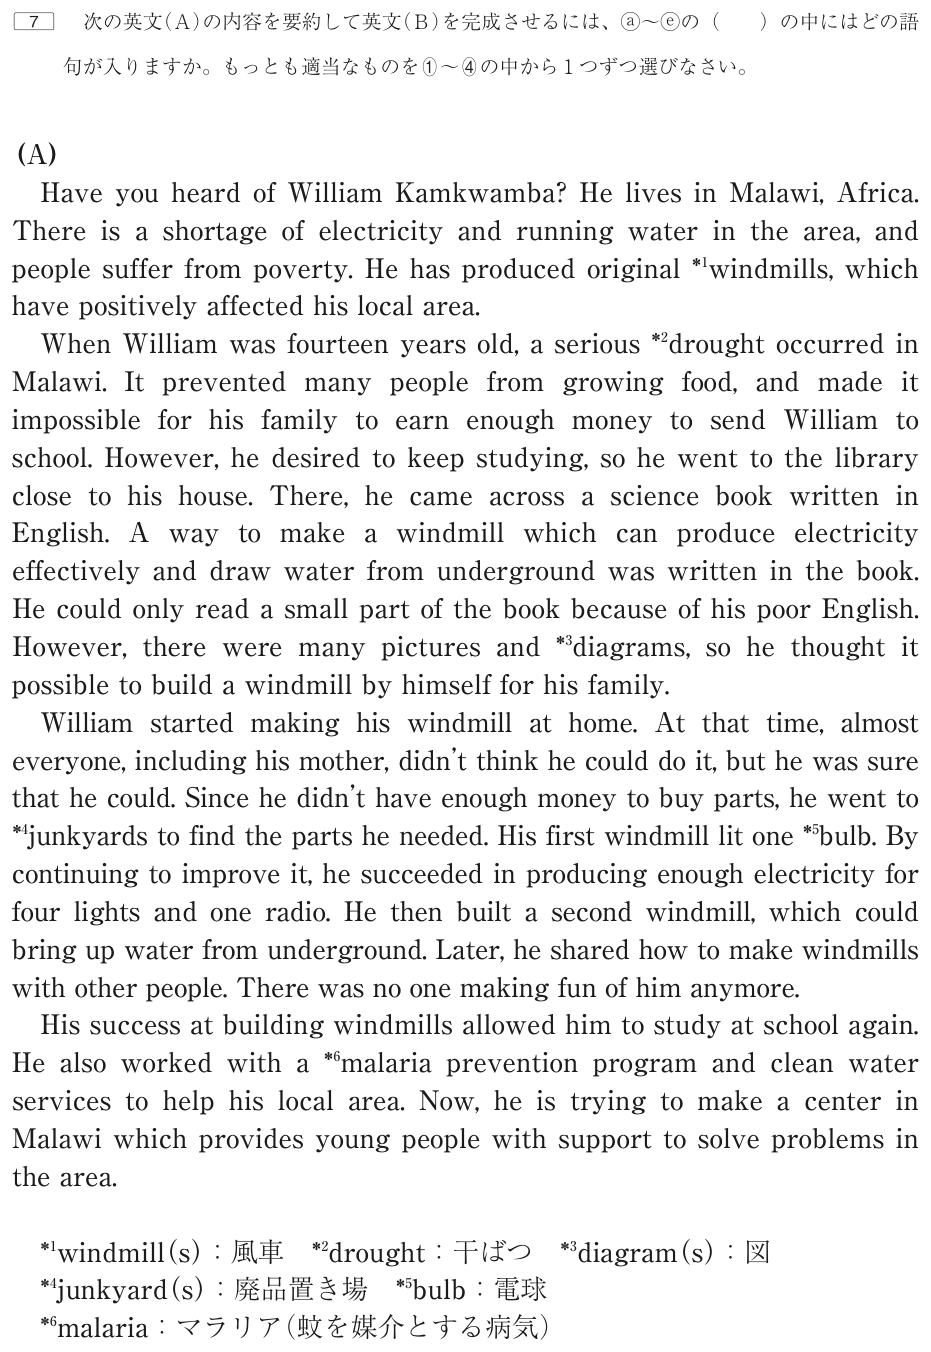 7 次の英文(A)の内容を要約して英文(B)を完成させるには、ⓐ～ⓔの（　　）の中にはどの語
句が入りますか。もっとも適当なものを①～④の中から１つずつ選びなさい。
(A)
Have you heard of William Kamkwamba? He lives in Malawi, Africa.
There is a shortage of electricity and running water in the area, and
people suffer from poverty. He has produced original *1windmills, which
have positively affected his local area.
When William was fourteen years old, a serious *2drought occurred in
Malawi. It prevented many people from growing food, and made it
impossible for his family to earn enough money to send William to
school. However, he desired to keep studying, so he went to the library
close to his house. There, he came across a science book written in
English. A way to make a windmill which can produce electricity
effectively and draw water from underground was written in the book.
He could only read a small part of the book because of his poor English.
However, there were many pictures and *3diagrams, so he thought it
possible to build a windmill by himself for his family.
William started making his windmill at home. At that time, almost
everyone, including his mother, didn't think he could do it, but he was sure
that he could. Since he didn't have enough money to buy parts, he went to
*4junkyards to find the parts he needed. His first windmill lit one *5bulb. By
continuing to improve it, he succeeded in producing enough electricity for
four lights and one radio. He then built a second windmill, which could
bring up water from underground. Later, he shared how to make windmills
with other people. There was no one making fun of him anymore.
His success at building windmills allowed him to study at school again.
He also worked with a *6malaria prevention program and clean water
services to help his local area. Now, he is trying to make a center in
Malawi which provides young people with support to solve problems in
the area.
*1windmill(s)：風車　*2drought：干ばつ　*3diagram(s)：図
*4junkyard(s)：廃品置き場　*5bulb：電球
*6malaria：マラリア(蚊を媒介とする病気)